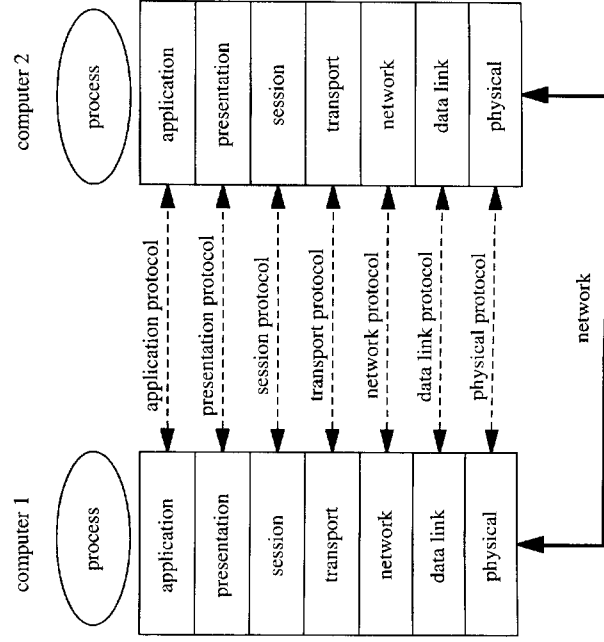 computer 1
process
application
presentation
session
transport
network
data link
physical
application protocol
presentation protocol
session protocol
transport protocol
network protocol
data link protocol
physical protocol
network
computer 2
process
application
presentation
session
transport
network
data link
physical